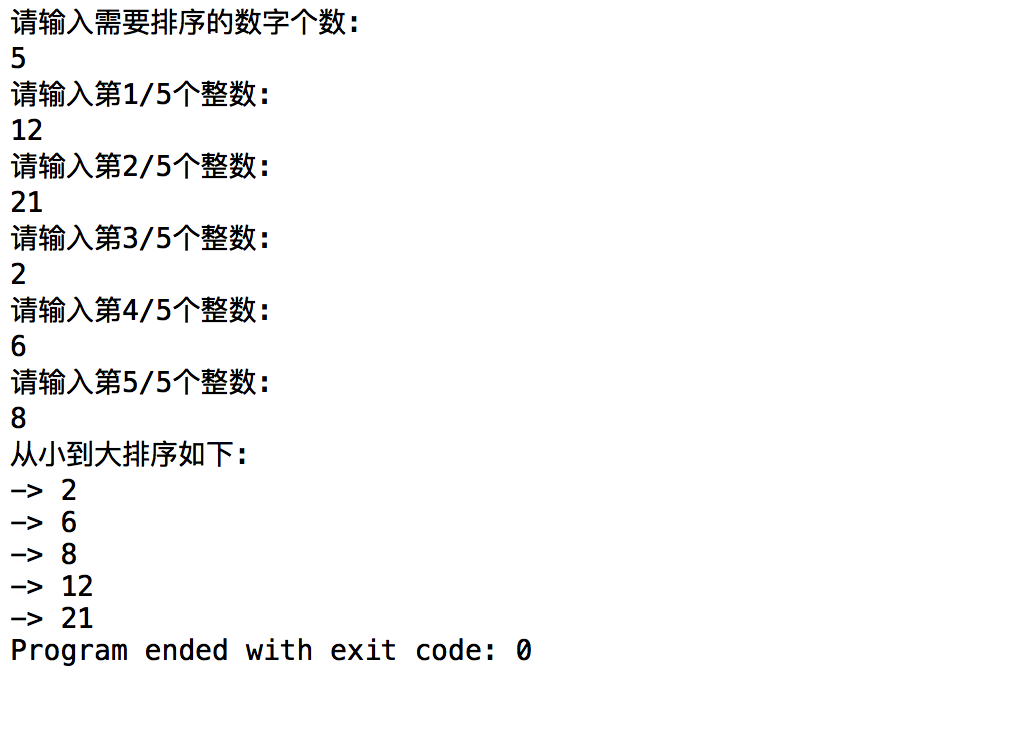 请输入需要排序的数字个数:
5
请输入第1/5个整数:
12
请输入第2/5个整数:
21
请输入第3/5个整数:
2
请输入第4/5个整数:
6
请输入第5/5个整数:
8
从小到大排序如下:
—> 2
—> 6
—> 8
—> 12
—> 21
Program ended with exit code: 0